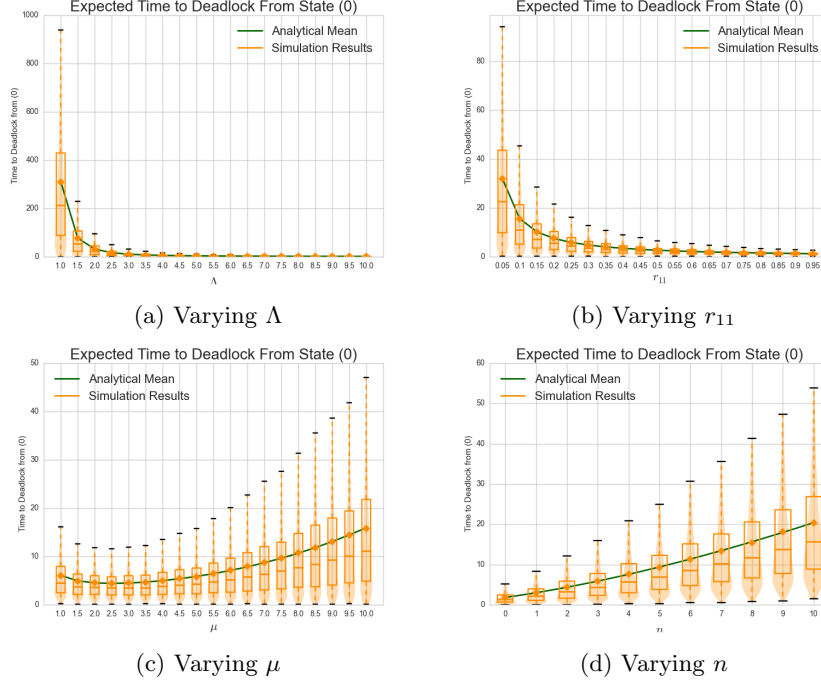 Expected Time to Deadlock From State (0)
1000
800
600
400
200
0
Time to Deadlock from (0)
Analytical Mean
Simulation Results
1.0 1.5 2.0 2.5 3.0 3.5 4.0 4.5 5.0 5.5 6.0 6.5 7.0 7.5 8.0 8.5 9.0 9.5 10.0
Λ
(a) Varying Λ
Expected Time to Deadlock From State (0)
80
60
40
20
0
Time to Deadlock from (0)
Analytical Mean
Simulation Results
0.05 0.1 0.15 0.2 0.25 0.3 0.35 0.4 0.45 0.5 0.55 0.6 0.65 0.7 0.75 0.8 0.85 0.9 0.95
r₁₁
(b) Varying r₁₁
Expected Time to Deadlock From State (0)
50
40
30
20
10
0
Time to Deadlock from (0)
Analytical Mean
Simulation Results
1.0 1.5 2.0 2.5 3.0 3.5 4.0 4.5 5.0 5.5 6.0 6.5 7.0 7.5 8.0 8.5 9.0 9.5 10.0
μ
(c) Varying μ
Expected Time to Deadlock From State (0)
60
50
40
30
20
10
0
Time to Deadlock from (0)
Analytical Mean
Simulation Results
0 1 2 3 4 5 6 7 8 9 10
n
(d) Varying n